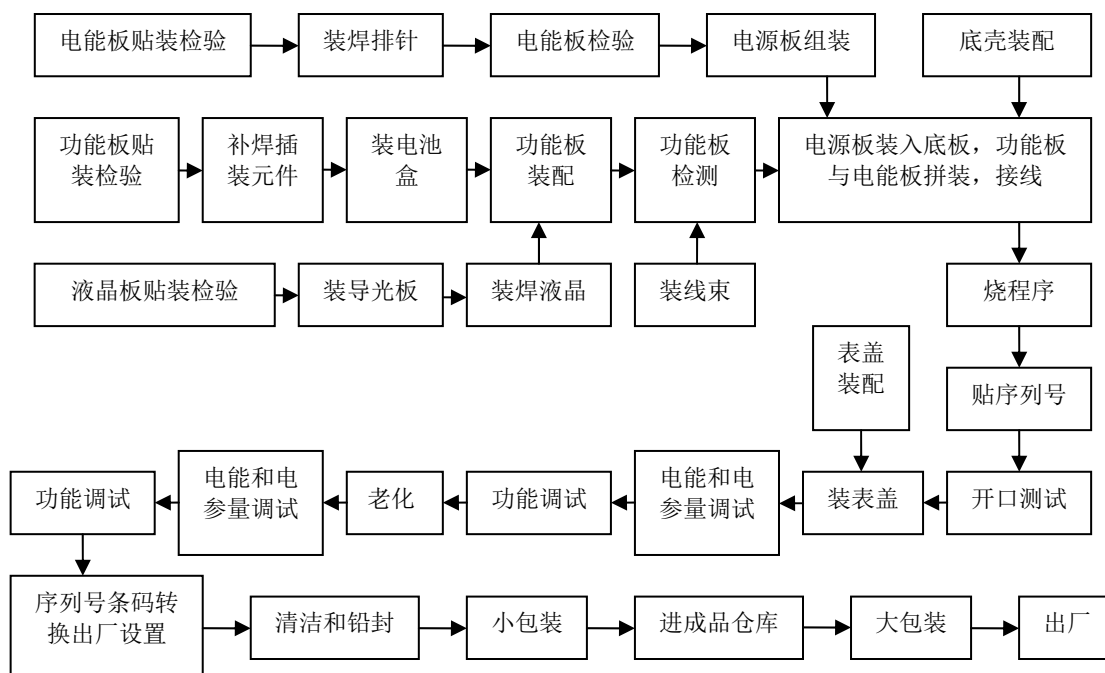 电能板贴装检验
装焊排针
电能板检验
电源板组装
底壳装配
功能板贴
装检验
补焊插
装元件
装电池
盒
功能板
装配
功能板
检测
电源板装入底板，功能板
与电能板拼装，接线
液晶板贴装检验
装导光板
装焊液晶
装线束
烧程序
表盖
装配
贴序列号
功能调试
电能和电
参量调试
老化
功能调试
电能和电
参量调试
装表盖
开口测试
序列号条码转
换出厂设置
清洁和铅封
小包装
进成品仓库
大包装
出厂